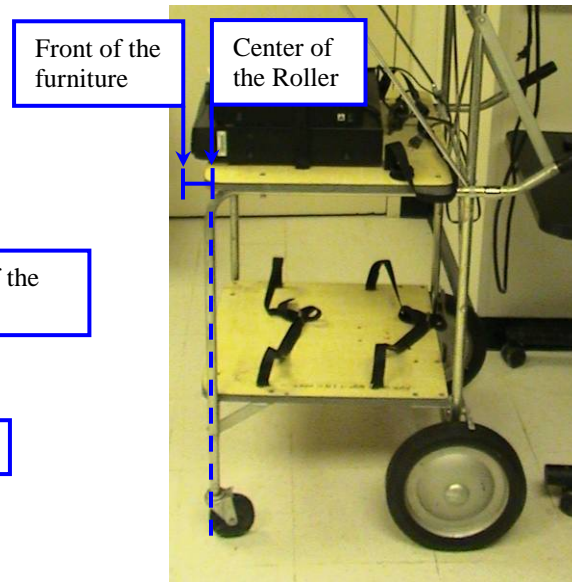 Front of the
furniture
Center of
the Roller
the